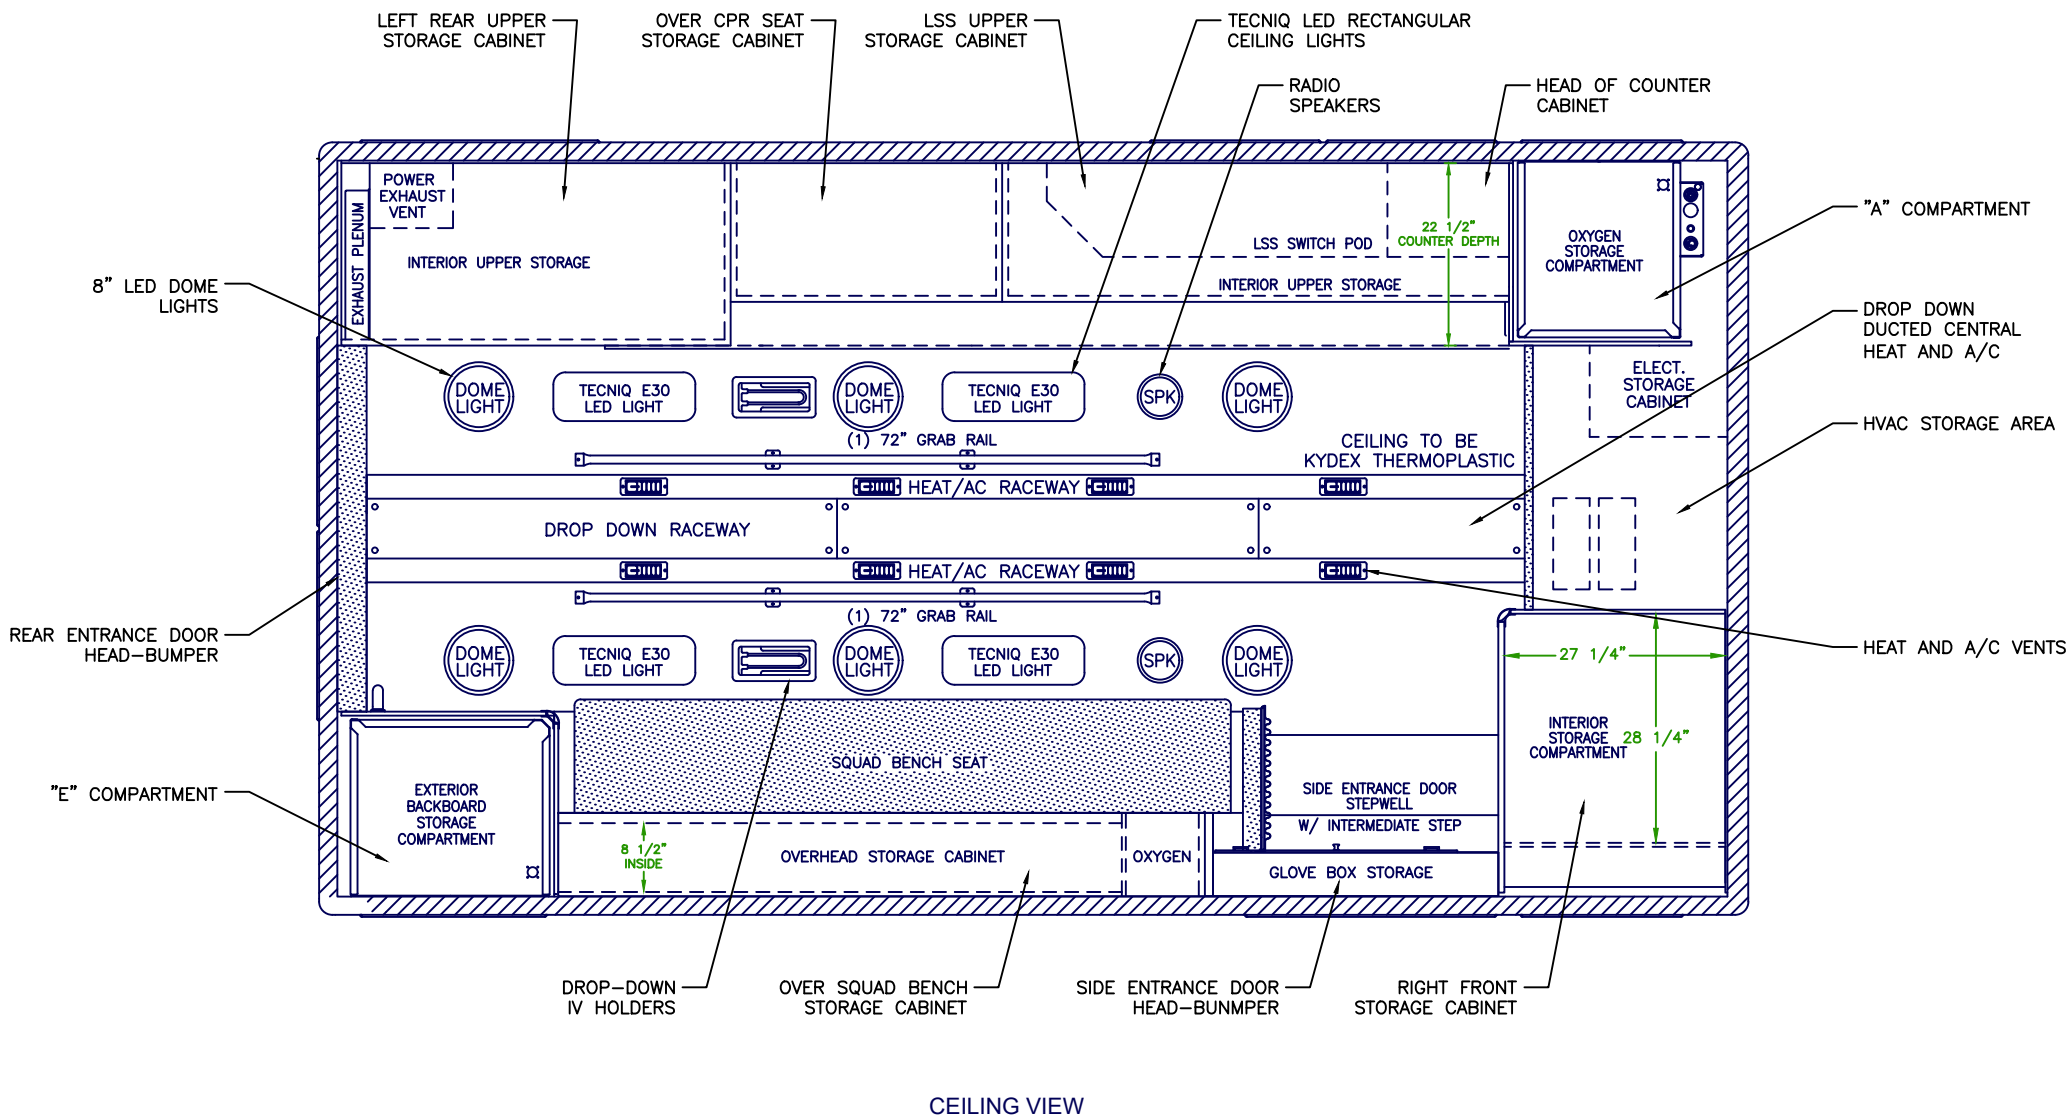 LEFT REAR UPPER
STORAGE CABINET
OVER CPR SEAT
STORAGE CABINET
LSS UPPER
STORAGE CABINET
TECNIQ LED RECTANGULAR
CEILING LIGHTS
RADIO
SPEAKERS
HEAD OF COUNTER
CABINET
POWER
EXHAUST
VENT
EXHAUST PLENUM
INTERIOR UPPER STORAGE
22 1/2"
COUNTER DEPTH
LSS SWITCH POD
INTERIOR UPPER STORAGE
OXYGEN
STORAGE
COMPARTMENT
"A" COMPARTMENT
8" LED DOME
LIGHTS
DROP DOWN
DUCTED CENTRAL
HEAT AND A/C
DOME
LIGHT
TECNIQ E30
LED LIGHT
DOME
LIGHT
TECNIQ E30
LED LIGHT
SPK
DOME
LIGHT
ELECT.
STORAGE
CABINET
HVAC STORAGE AREA
(1) 72" GRAB RAIL
CEILING TO BE
KYDEX THERMOPLASTIC
HEAT/AC RACEWAY
DROP DOWN RACEWAY
HEAT/AC RACEWAY
(1) 72" GRAB RAIL
REAR ENTRANCE DOOR
HEAD-BUMPER
HEAT AND A/C VENTS
DOME
LIGHT
TECNIQ E30
LED LIGHT
DOME
LIGHT
TECNIQ E30
LED LIGHT
SPK
DOME
LIGHT
27 1/4"
28 1/4"
INTERIOR
STORAGE
COMPARTMENT
SQUAD BENCH SEAT
"E" COMPARTMENT
EXTERIOR
BACKBOARD
STORAGE
COMPARTMENT
SIDE ENTRANCE DOOR
STEPWELL
W/ INTERMEDIATE STEP
8 1/2"
INSIDE
OVERHEAD STORAGE CABINET
OXYGEN
GLOVE BOX STORAGE
DROP-DOWN
IV HOLDERS
OVER SQUAD BENCH
STORAGE CABINET
SIDE ENTRANCE DOOR
HEAD-BUNMPER
RIGHT FRONT
STORAGE CABINET
CEILING VIEW